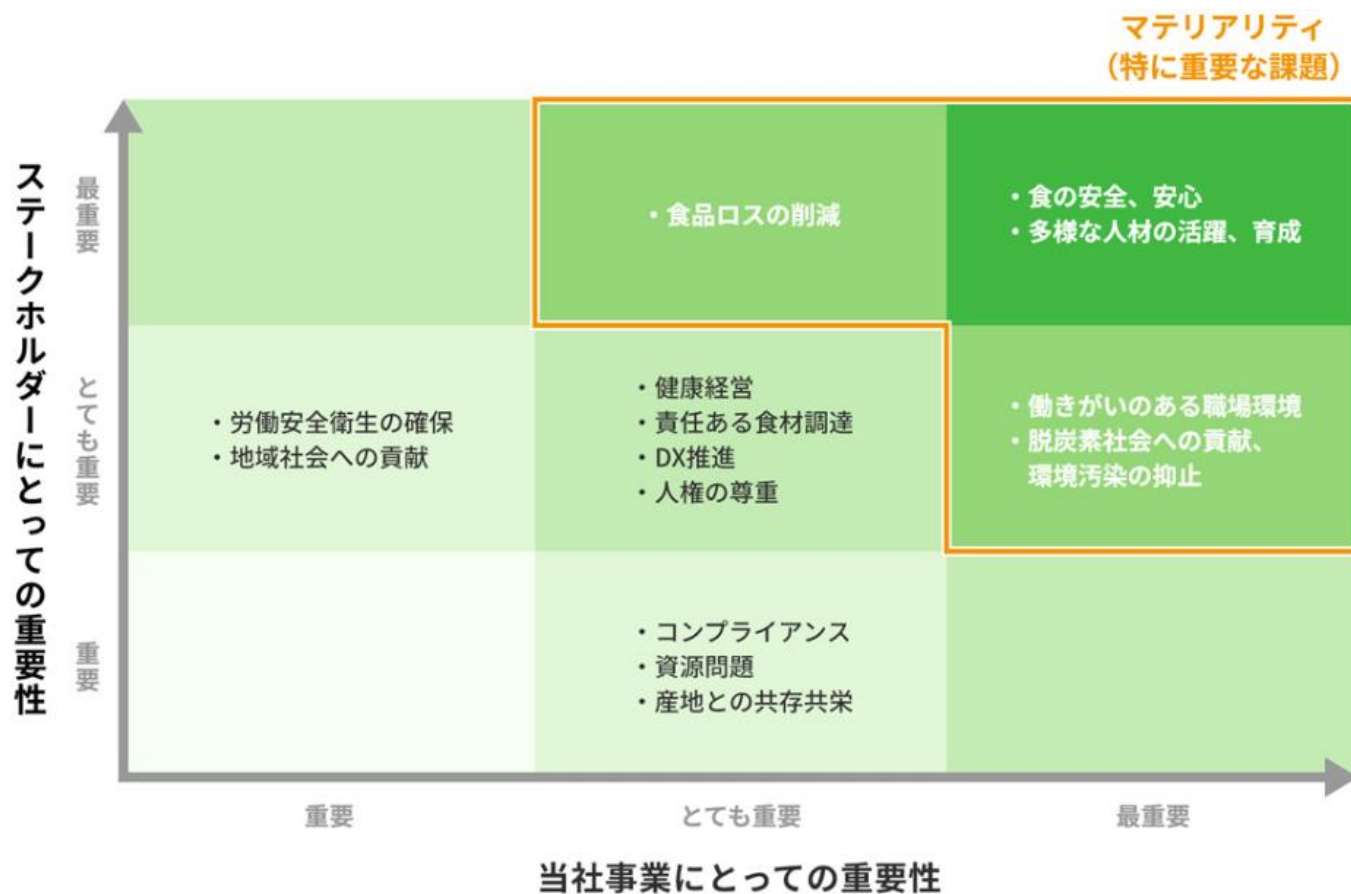 マテリアリティ
（特に重要な課題）
ステークホルダーにとっての重要性
最重要
・食品ロスの削減
・食の安全、安心
・多様な人材の活躍、育成
とても重要
・労働安全衛生の確保
・地域社会への貢献
・健康経営
・責任ある食材調達
・DX推進
・人権の尊重
・働きがいのある職場環境
・脱炭素社会への貢献、
環境汚染の抑止
重要
・コンプライアンス
・資源問題
・産地との共存共栄
重要
とても重要
最重要
当社事業にとっての重要性